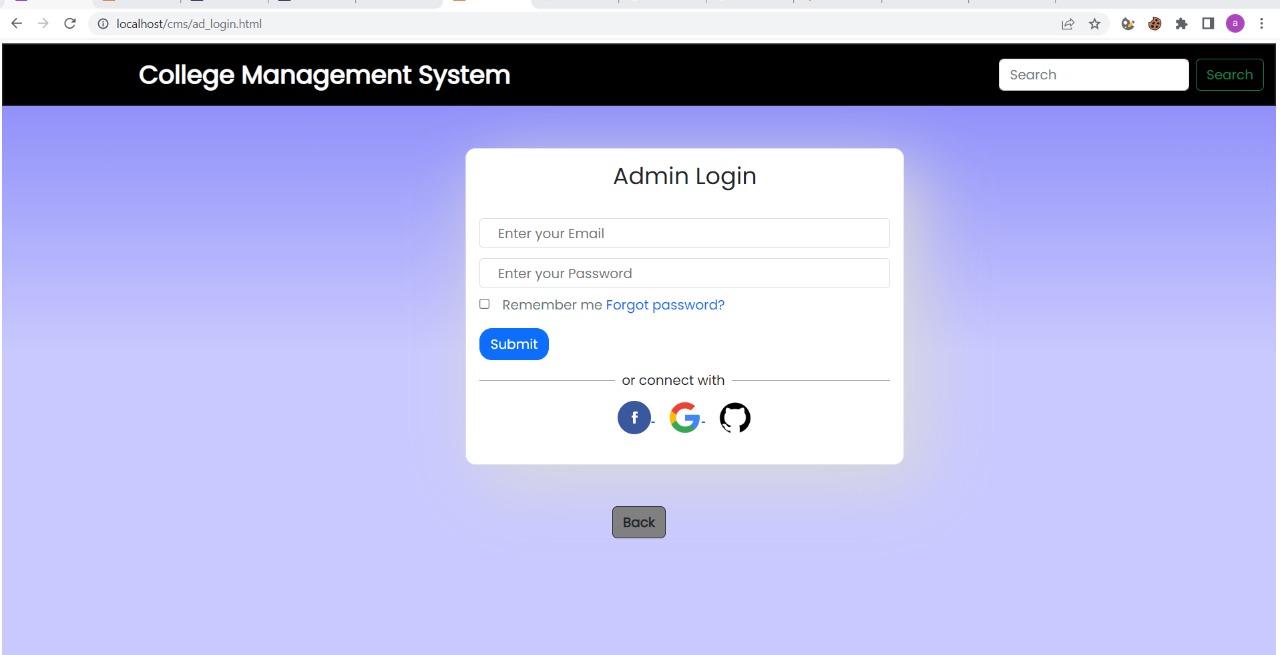 localhost/cms/ad_login.html
a
College Management System
Search
Search
Admin Login
Enter your Email
Enter your Password
Remember me Forgot password?
Submit
or connect with
f
Back